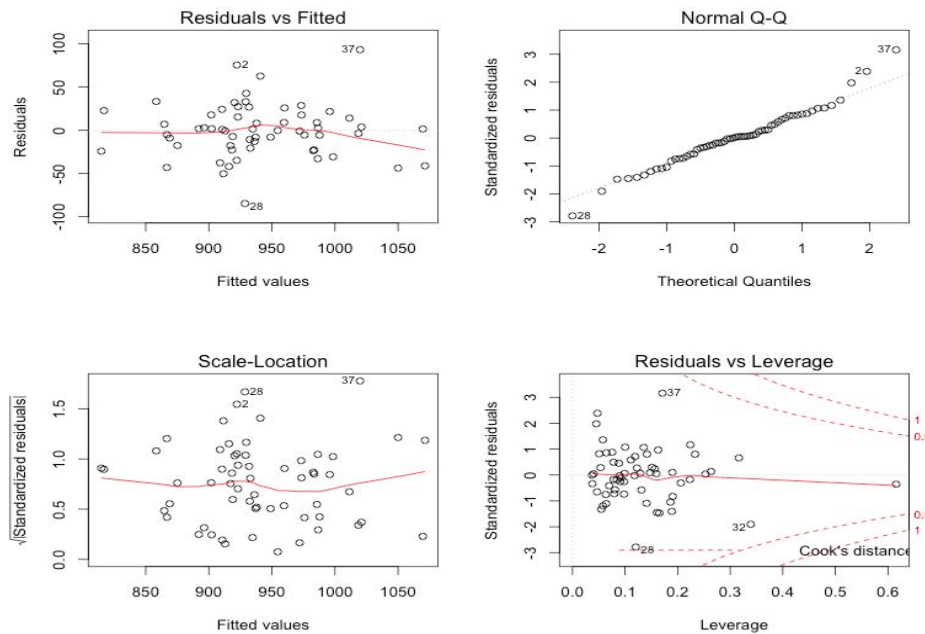 Residuals vs Fitted
Residuals
100
50
0
-50
-100
37
2
28
850 900 950 1000 1050
Fitted values
Normal Q-Q
Standardized residuals
3
2
1
0
-1
-2
-3
37
2
28
-2 -1 0 1 2
Theoretical Quantiles
Scale-Location
√|Standardized residuals|
1.5
1.0
0.5
0.0
37
28
2
850 900 950 1000 1050
Fitted values
Residuals vs Leverage
Standardized residuals
3
2
1
0
-1
-2
-3
37
32
28
1
0.5
1
Cook's distance
0.0 0.1 0.2 0.3 0.4 0.5 0.6
Leverage